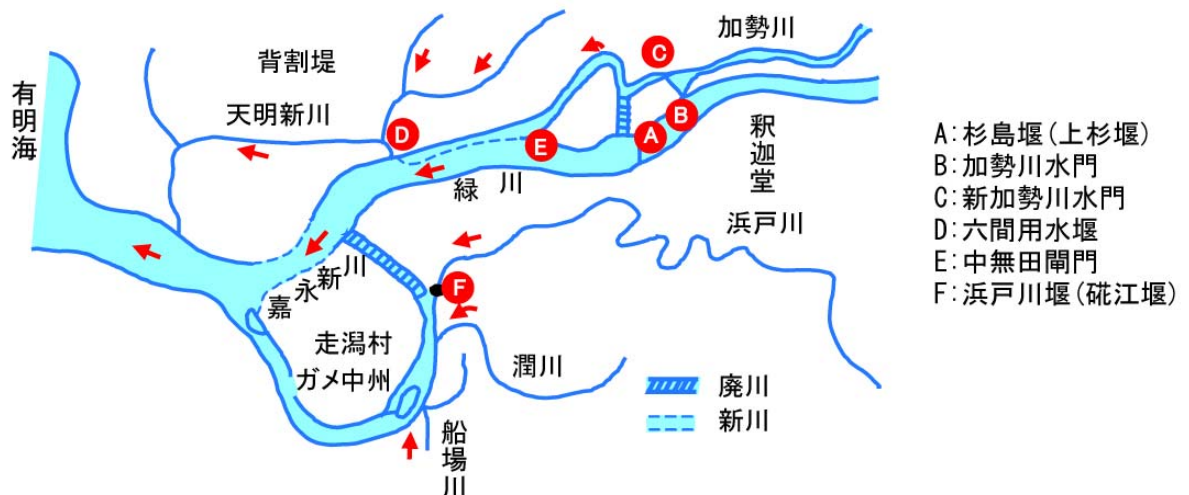 加勢川
背割堤
天明新川
有明海
C
D
B
A
E
釈迦堂
緑川
浜戸川
嘉永新川
F
走潟村
ガメ中州
潤川
船場川
廃川
新川
A:杉島堰(上杉堰)
B:加勢川水門
C:新加勢川水門
D:六間用水堰
E:中無田閘門
F:浜戸川堰(硴江堰)